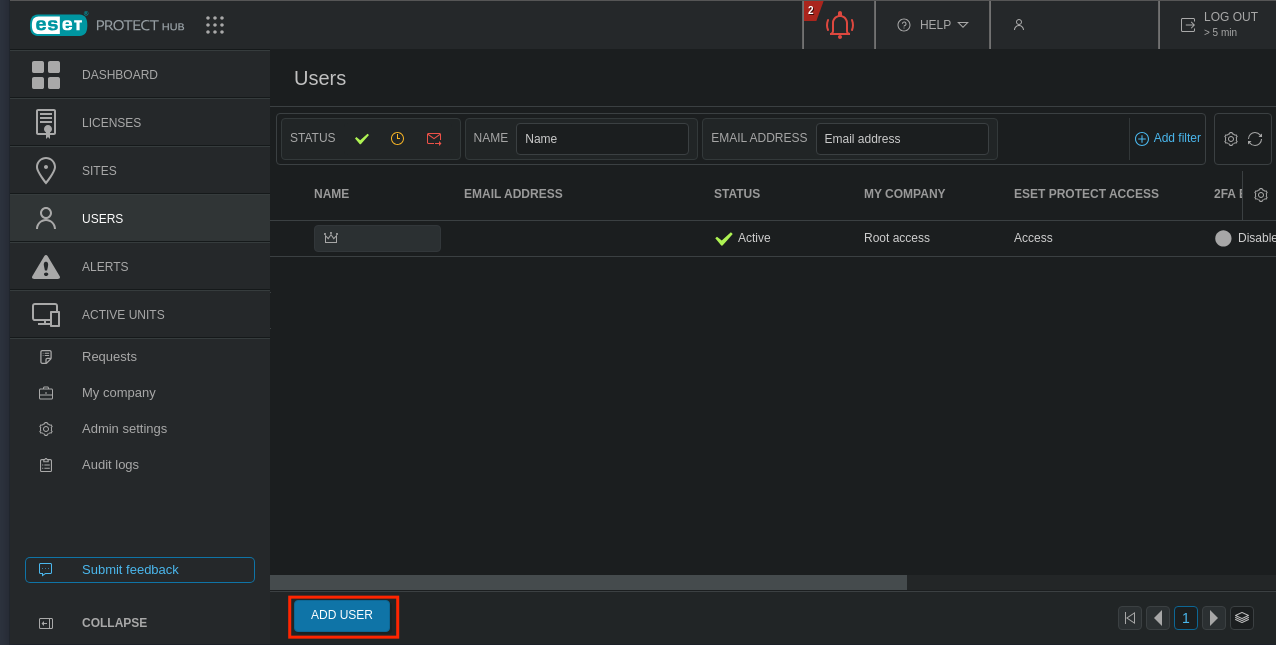 eset® PROTECT HUB
2
HELP
LOG OUT
> 5 min
DASHBOARD
LICENSES
SITES
USERS
ALERTS
ACTIVE UNITS
Requests
My company
Admin settings
Audit logs
Submit feedback
COLLAPSE
Users
STATUS NAME Name EMAIL ADDRESS Email address Add filter
NAME EMAIL ADDRESS STATUS MY COMPANY ESET PROTECT ACCESS 2FA
Active Root access Access Disable
ADD USER
1